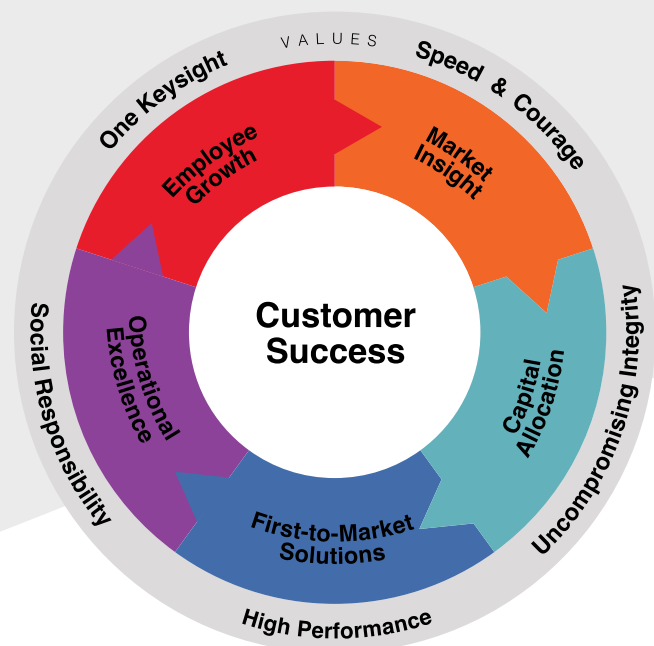 VALUES
One Keysight
Speed & Courage
Employee
Growth
Market
Insight
Customer
Success
Social Responsibility
Operational
Excellence
Capital
Allocation
Uncompromising Integrity
First-to-Market
Solutions
High Performance